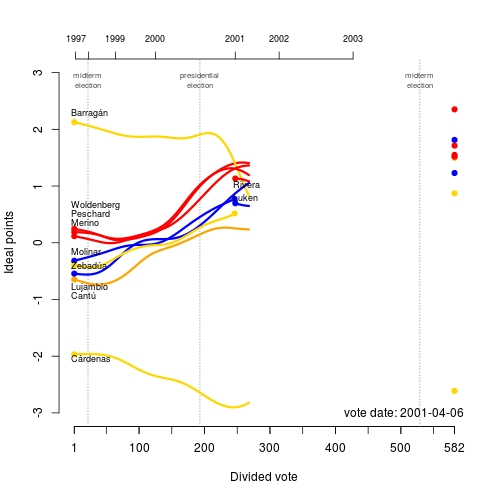 1997 1999 2000 2001 2002 2003
midterm election
presidential election
midterm election
3
2
1
0
-1
-2
-3
Ideal points
Barragán
Rivera
Luken
Woldenberg
Peschard
Merino
Molinar
Zebadúa
Lujambio
Cantú
Cárdenas
vote date: 2001-04-06
1 100 200 300 400 500 582
Divided vote